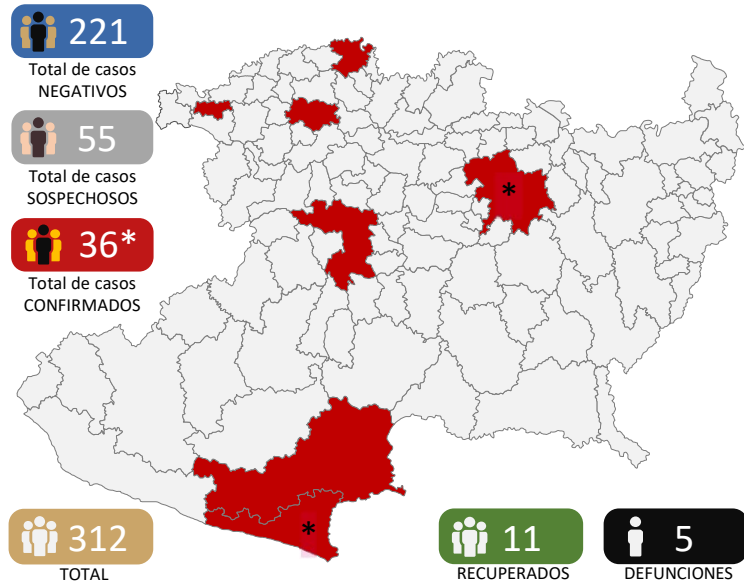 221
Total de casos
NEGATIVOS
55
Total de casos
SOSPECHOSOS
*
36*
Total de casos
CONFIRMADOS
*
312
TOTAL
11
RECUPERADOS
5
DEFUNCIONES